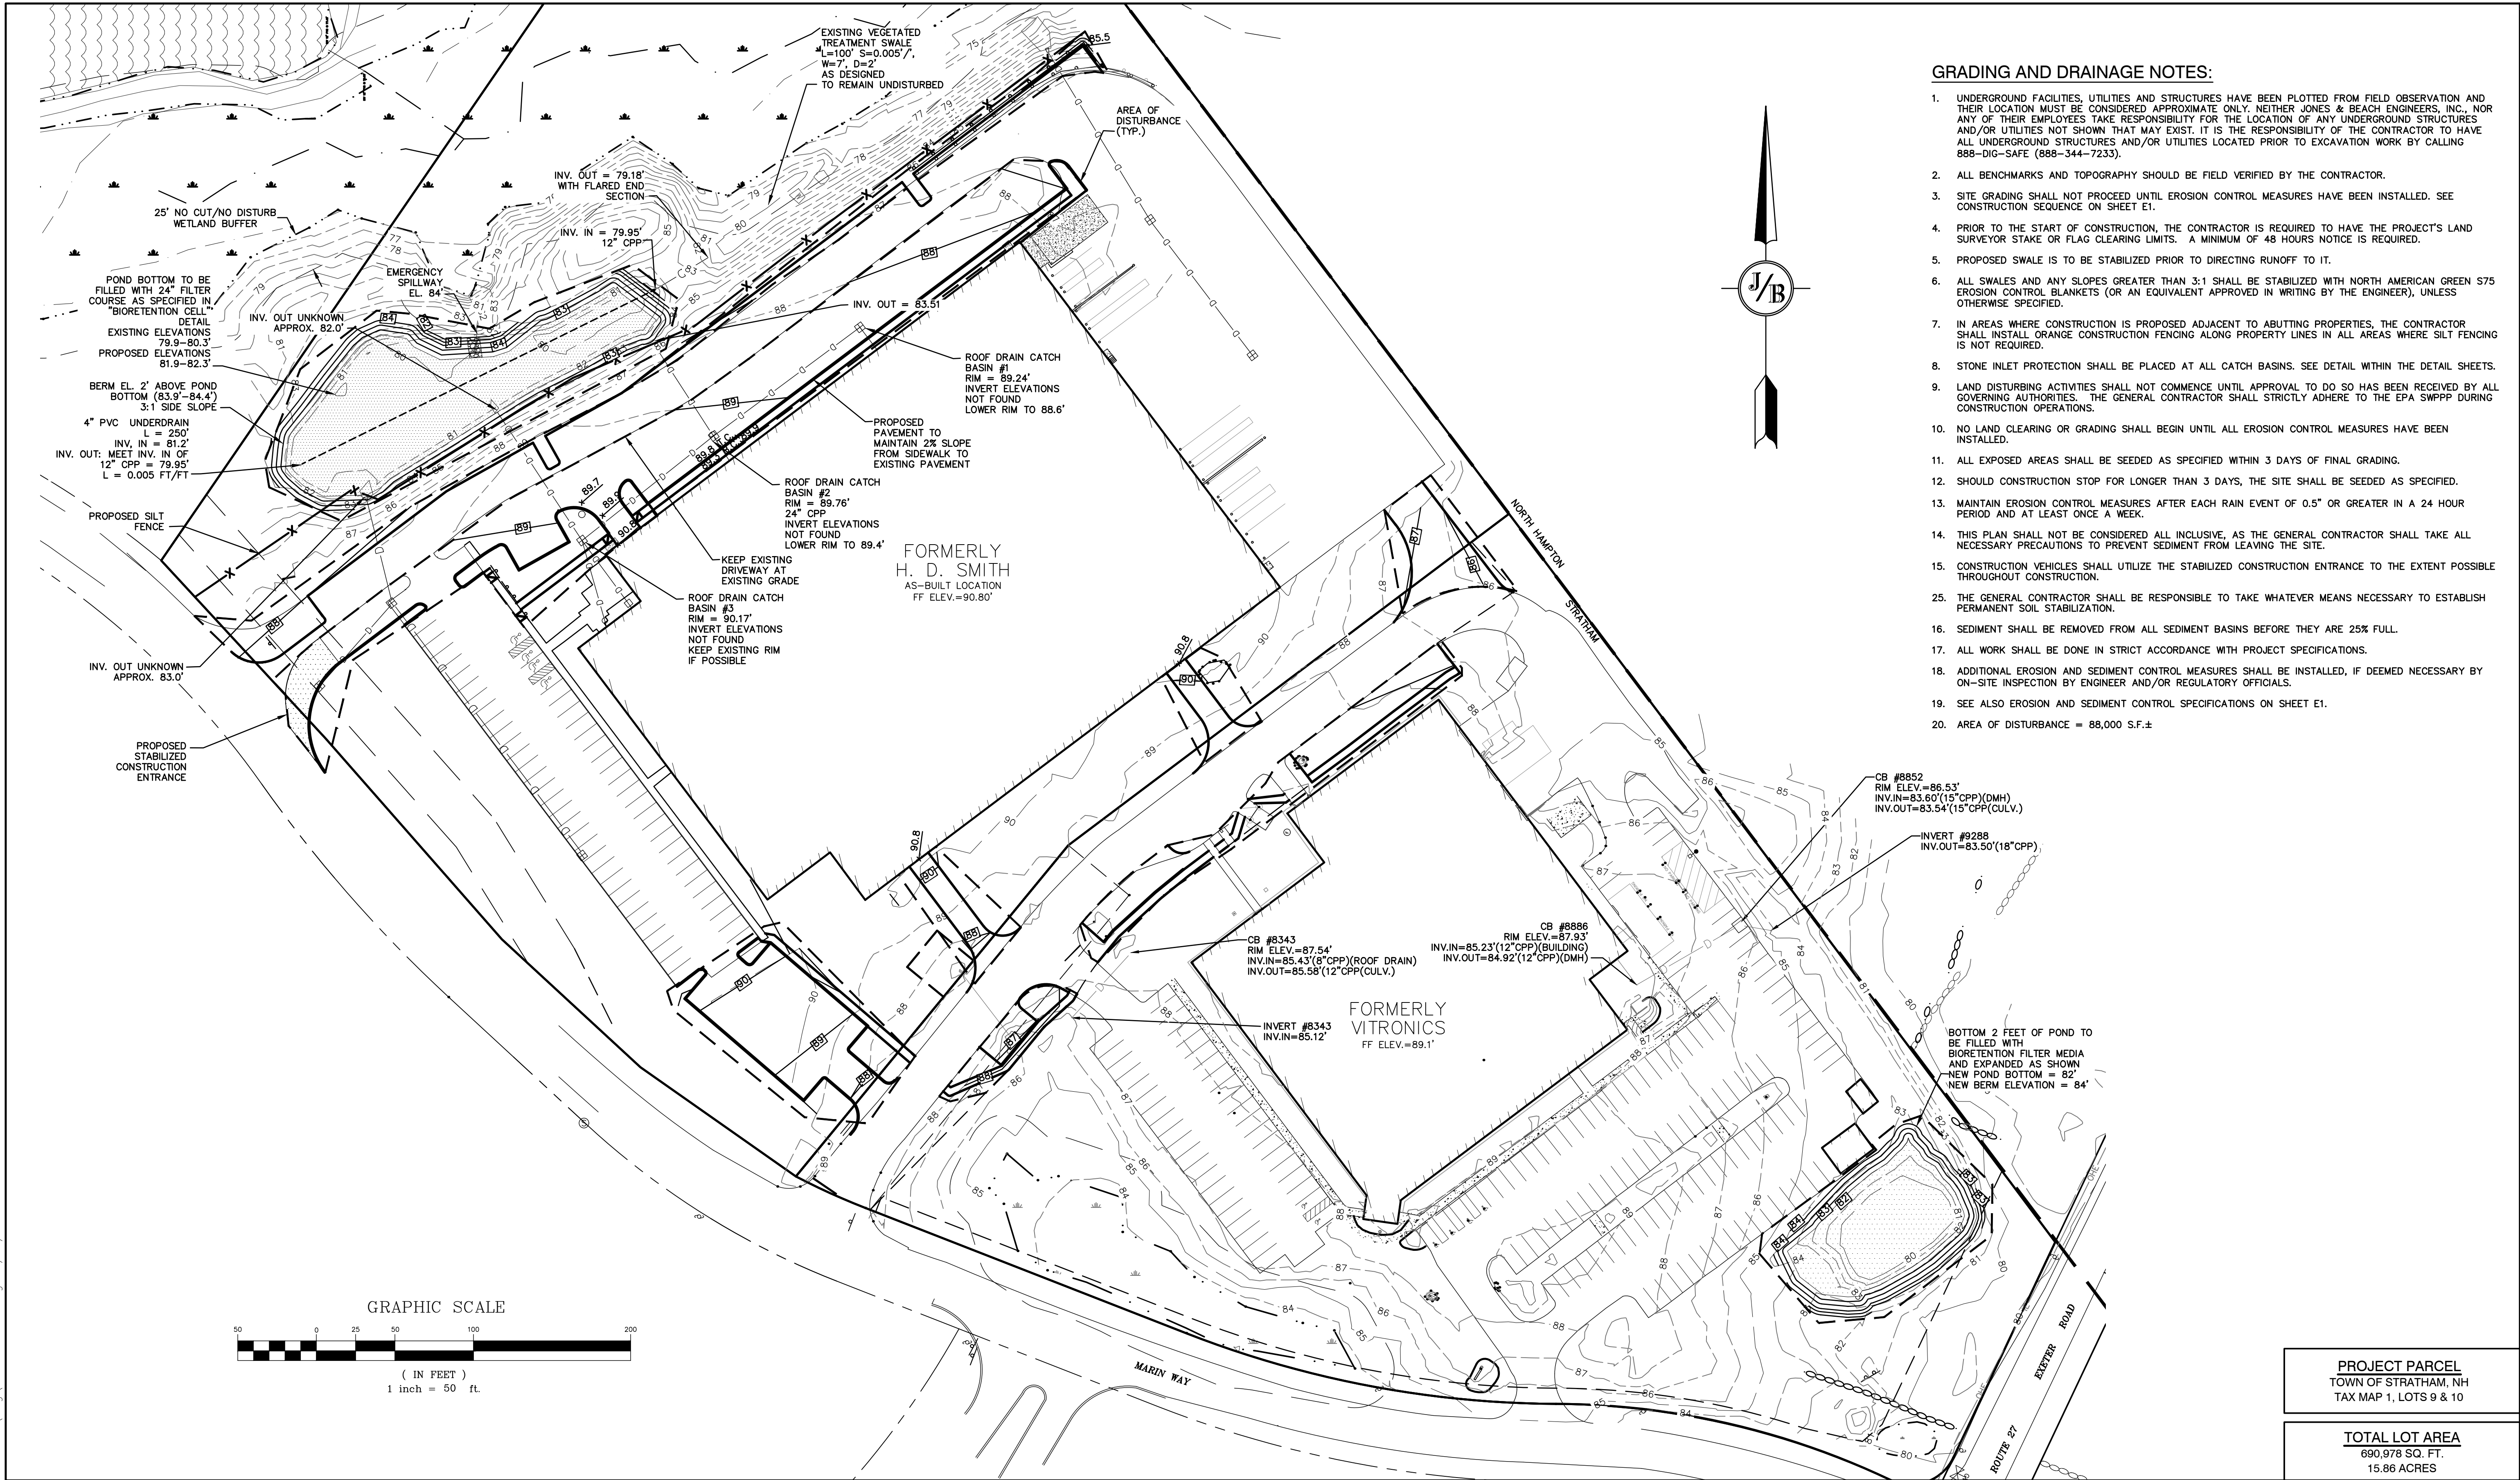 EXISTING VEGETATED
TREATMENT SWALE
L=100' S=0.005'/',
W=7', D=2'
AS DESIGNED
TO REMAIN UNDISTURBED
85.5
AREA OF
DISTURBANCE
(TYP.)
INV. OUT = 79.18'
WITH FLARED END
SECTION
25' NO CUT/NO DISTURB
WETLAND BUFFER
INV. IN = 79.95'
12" CPP
EMERGENCY
SPILLWAY
EL. 84'
POND BOTTOM TO BE
FILLED WITH 24" FILTER
COURSE AS SPECIFIED IN
"BIORETENTION CELL"
DETAIL
EXISTING ELEVATIONS
79.9-80.3'
PROPOSED ELEVATIONS
81.9-82.3'
INV. OUT UNKNOWN
APPROX. 82.0'
BERM EL. 2' ABOVE POND
BOTTOM (83.9'-84.4')
3:1 SIDE SLOPE
4" PVC UNDERDRAIN
L = 250'
INV, IN = 81.2'
INV. OUT: MEET INV. IN OF
12" CPP = 79.95'
L = 0.005 FT/FT
PROPOSED SILT
FENCE
INV. OUT UNKNOWN
APPROX. 83.0'
PROPOSED
STABILIZED
CONSTRUCTION
ENTRANCE
INV. OUT = 83.51
ROOF DRAIN CATCH
BASIN #1
RIM = 89.24'
INVERT ELEVATIONS
NOT FOUND
LOWER RIM TO 88.6'
PROPOSED
PAVEMENT TO
MAINTAIN 2% SLOPE
FROM SIDEWALK TO
EXISTING PAVEMENT
ROOF DRAIN CATCH
BASIN #2
RIM = 89.76'
24" CPP
INVERT ELEVATIONS
NOT FOUND
LOWER RIM TO 89.4'
KEEP EXISTING
DRIVEWAY AT
EXISTING GRADE
ROOF DRAIN CATCH
BASIN #3
RIM = 90.17'
INVERT ELEVATIONS
NOT FOUND
KEEP EXISTING RIM
IF POSSIBLE
89.7
90.8
FORMERLY
H. D. SMITH
AS-BUILT LOCATION
FF ELEV.=90.80'
NORTH HAMPTON
STRATHAM
90.8
90.8
CB #8852
RIM ELEV.=86.53'
INV.IN=83.60'(15"CPP)(DMH)
INV.OUT=83.54'(15"CPP(CULV.)
INVERT #9288
INV.OUT=83.50'(18"CPP)
CB #8343
RIM ELEV.=87.54'
INV.IN=85.43'(8"CPP)(ROOF DRAIN)
INV.OUT=85.58'(12"CPP(CULV.)
CB #8886
RIM ELEV.=87.93'
INV.IN=85.23'(12"CPP)(BUILDING)
INV.OUT=84.92'(12"CPP)(DMH)
INVERT #8343
INV.IN=85.12'
FORMERLY
VITRONICS
FF ELEV.=89.1'
BOTTOM 2 FEET OF POND TO
BE FILLED WITH
BIORETENTION FILTER MEDIA
AND EXPANDED AS SHOWN
NEW POND BOTTOM = 82'
NEW BERM ELEVATION = 84'
MARIN WAY
EXETER ROAD
ROUTE 27
J/B
GRAPHIC SCALE
50 0 25 50 100 200
( IN FEET )
1 inch = 50 ft.
GRADING AND DRAINAGE NOTES:
1. UNDERGROUND FACILITIES, UTILITIES AND STRUCTURES HAVE BEEN PLOTTED FROM FIELD OBSERVATION AND
THEIR LOCATION MUST BE CONSIDERED APPROXIMATE ONLY. NEITHER JONES & BEACH ENGINEERS, INC., NOR
ANY OF THEIR EMPLOYEES TAKE RESPONSIBILITY FOR THE LOCATION OF ANY UNDERGROUND STRUCTURES
AND/OR UTILITIES NOT SHOWN THAT MAY EXIST. IT IS THE RESPONSIBILITY OF THE CONTRACTOR TO HAVE
ALL UNDERGROUND STRUCTURES AND/OR UTILITIES LOCATED PRIOR TO EXCAVATION WORK BY CALLING
888-DIG-SAFE (888-344-7233).
2. ALL BENCHMARKS AND TOPOGRAPHY SHOULD BE FIELD VERIFIED BY THE CONTRACTOR.
3. SITE GRADING SHALL NOT PROCEED UNTIL EROSION CONTROL MEASURES HAVE BEEN INSTALLED. SEE
CONSTRUCTION SEQUENCE ON SHEET E1.
4. PRIOR TO THE START OF CONSTRUCTION, THE CONTRACTOR IS REQUIRED TO HAVE THE PROJECT'S LAND
SURVEYOR STAKE OR FLAG CLEARING LIMITS. A MINIMUM OF 48 HOURS NOTICE IS REQUIRED.
5. PROPOSED SWALE IS TO BE STABILIZED PRIOR TO DIRECTING RUNOFF TO IT.
6. ALL SWALES AND ANY SLOPES GREATER THAN 3:1 SHALL BE STABILIZED WITH NORTH AMERICAN GREEN S75
EROSION CONTROL BLANKETS (OR AN EQUIVALENT APPROVED IN WRITING BY THE ENGINEER), UNLESS
OTHERWISE SPECIFIED.
7. IN AREAS WHERE CONSTRUCTION IS PROPOSED ADJACENT TO ABUTTING PROPERTIES, THE CONTRACTOR
SHALL INSTALL ORANGE CONSTRUCTION FENCING ALONG PROPERTY LINES IN ALL AREAS WHERE SILT FENCING
IS NOT REQUIRED.
8. STONE INLET PROTECTION SHALL BE PLACED AT ALL CATCH BASINS. SEE DETAIL WITHIN THE DETAIL SHEETS.
9. LAND DISTURBING ACTIVITIES SHALL NOT COMMENCE UNTIL APPROVAL TO DO SO HAS BEEN RECEIVED BY ALL
GOVERNING AUTHORITIES. THE GENERAL CONTRACTOR SHALL STRICTLY ADHERE TO THE EPA SWPPP DURING
CONSTRUCTION OPERATIONS.
10. NO LAND CLEARING OR GRADING SHALL BEGIN UNTIL ALL EROSION CONTROL MEASURES HAVE BEEN
INSTALLED.
11. ALL EXPOSED AREAS SHALL BE SEEDED AS SPECIFIED WITHIN 3 DAYS OF FINAL GRADING.
12. SHOULD CONSTRUCTION STOP FOR LONGER THAN 3 DAYS, THE SITE SHALL BE SEEDED AS SPECIFIED.
13. MAINTAIN EROSION CONTROL MEASURES AFTER EACH RAIN EVENT OF 0.5" OR GREATER IN A 24 HOUR
PERIOD AND AT LEAST ONCE A WEEK.
14. THIS PLAN SHALL NOT BE CONSIDERED ALL INCLUSIVE, AS THE GENERAL CONTRACTOR SHALL TAKE ALL
NECESSARY PRECAUTIONS TO PREVENT SEDIMENT FROM LEAVING THE SITE.
15. CONSTRUCTION VEHICLES SHALL UTILIZE THE STABILIZED CONSTRUCTION ENTRANCE TO THE EXTENT POSSIBLE
THROUGHOUT CONSTRUCTION.
25. THE GENERAL CONTRACTOR SHALL BE RESPONSIBLE TO TAKE WHATEVER MEANS NECESSARY TO ESTABLISH
PERMANENT SOIL STABILIZATION.
16. SEDIMENT SHALL BE REMOVED FROM ALL SEDIMENT BASINS BEFORE THEY ARE 25% FULL.
17. ALL WORK SHALL BE DONE IN STRICT ACCORDANCE WITH PROJECT SPECIFICATIONS.
18. ADDITIONAL EROSION AND SEDIMENT CONTROL MEASURES SHALL BE INSTALLED, IF DEEMED NECESSARY BY
ON-SITE INSPECTION BY ENGINEER AND/OR REGULATORY OFFICIALS.
19. SEE ALSO EROSION AND SEDIMENT CONTROL SPECIFICATIONS ON SHEET E1.
20. AREA OF DISTURBANCE = 88,000 S.F.±
PROJECT PARCEL
TOWN OF STRATHAM, NH
TAX MAP 1, LOTS 9 & 10
TOTAL LOT AREA
690,978 SQ. FT.
15.86 ACRES